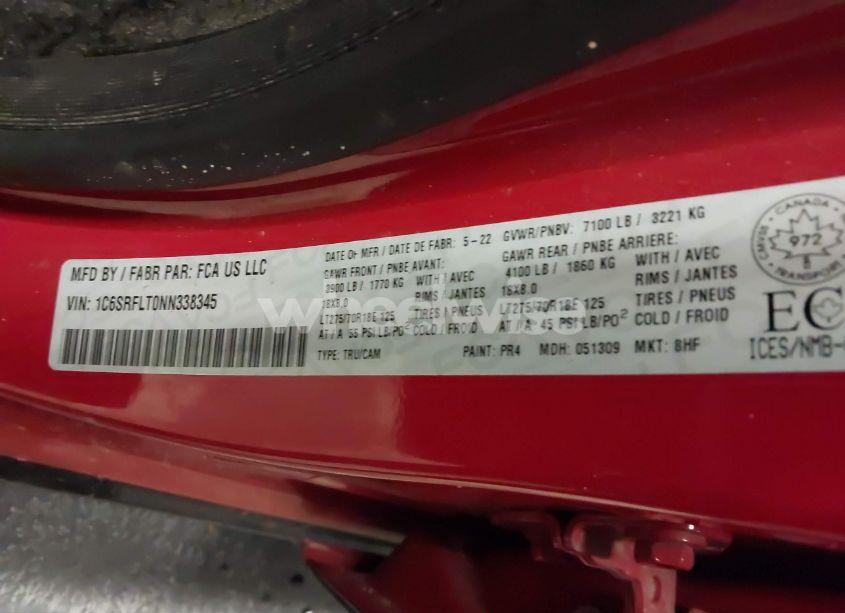 MFD BY / FABR PAR: FCA US LLC
VIN: 1C6SRFLT0NN338345
DATE OF MFR / DATE DE FABR: 5-22 GVWR/PNBV: 7100 LB / 3221 KG
GAWR FRONT / PNBE AVANT:
3900 LB / 1770 KG WITH / AVEC
18X8.0 RIMS / JANTES
LT275/70R18E 125 TIRES / PNEUS
AT / A 55 PSI LB/PO² COLD / FROID
GAWR REAR / PNBE ARRIERE:
4100 LB / 1860 KG WITH / AVEC
18X8.0 RIMS / JANTES
LT275/70R18E 125 TIRES / PNEUS
AT / A 45 PSI LB/PO² COLD / FROID
TYPE: TRU/CAM PAINT: PR4 MDH: 051309 MKT: 8HF
CANADA
CMVSS
972
TRANSPORT
EC
ICES/NMB-